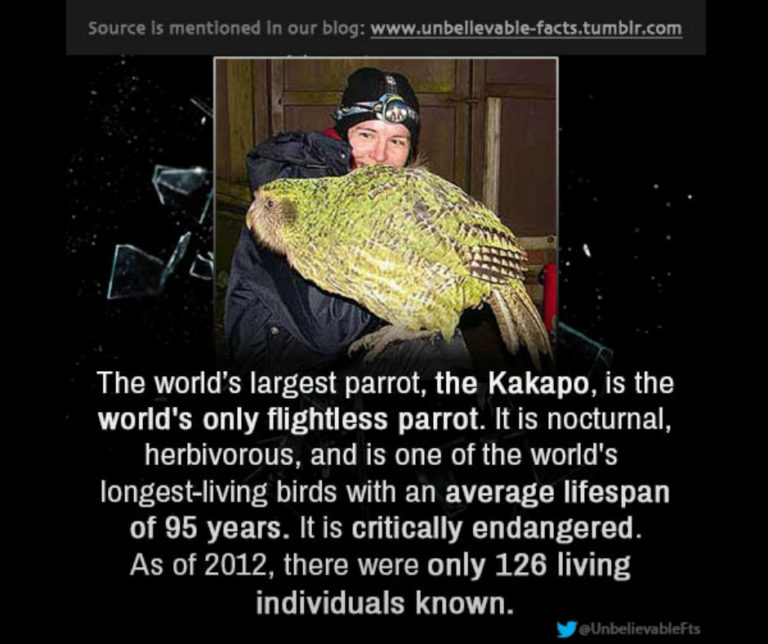 Source is mentioned in our blog: www.unbelievable-facts.tumblr.com
The world's largest parrot, the Kakapo, is the
world's only flightless parrot. It is nocturnal,
herbivorous, and is one of the world's
longest-living birds with an average lifespan
of 95 years. It is critically endangered.
As of 2012, there were only 126 living
individuals known.
@UnbelievableFts